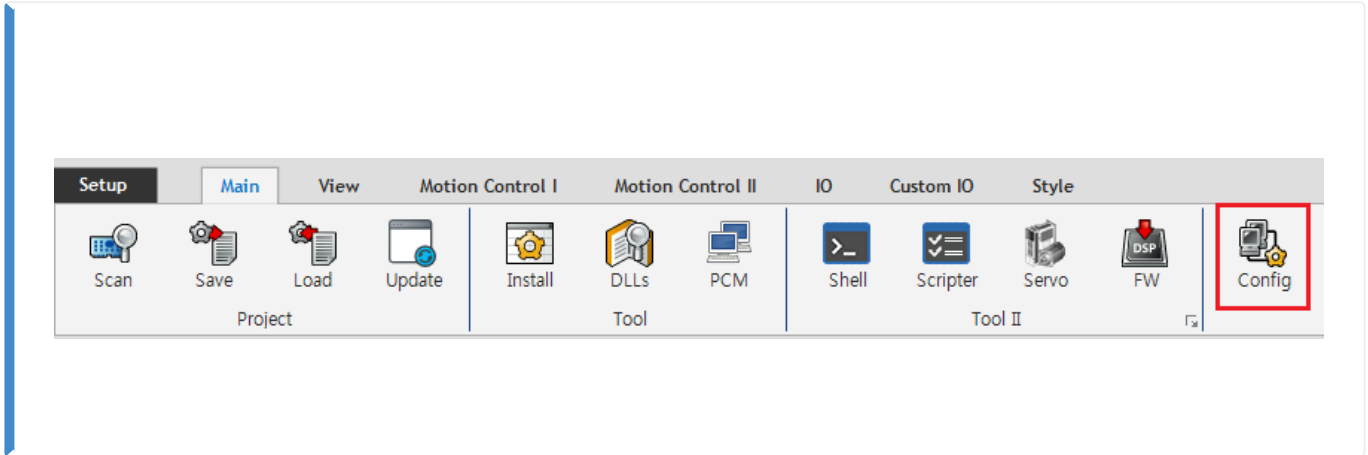 Setup Main View Motion Control I Motion Control II IO Custom IO Style
DSP
Scan Save Load Update Install DLLs PCM Shell Scripter Servo FW Config
Project Tool Tool II